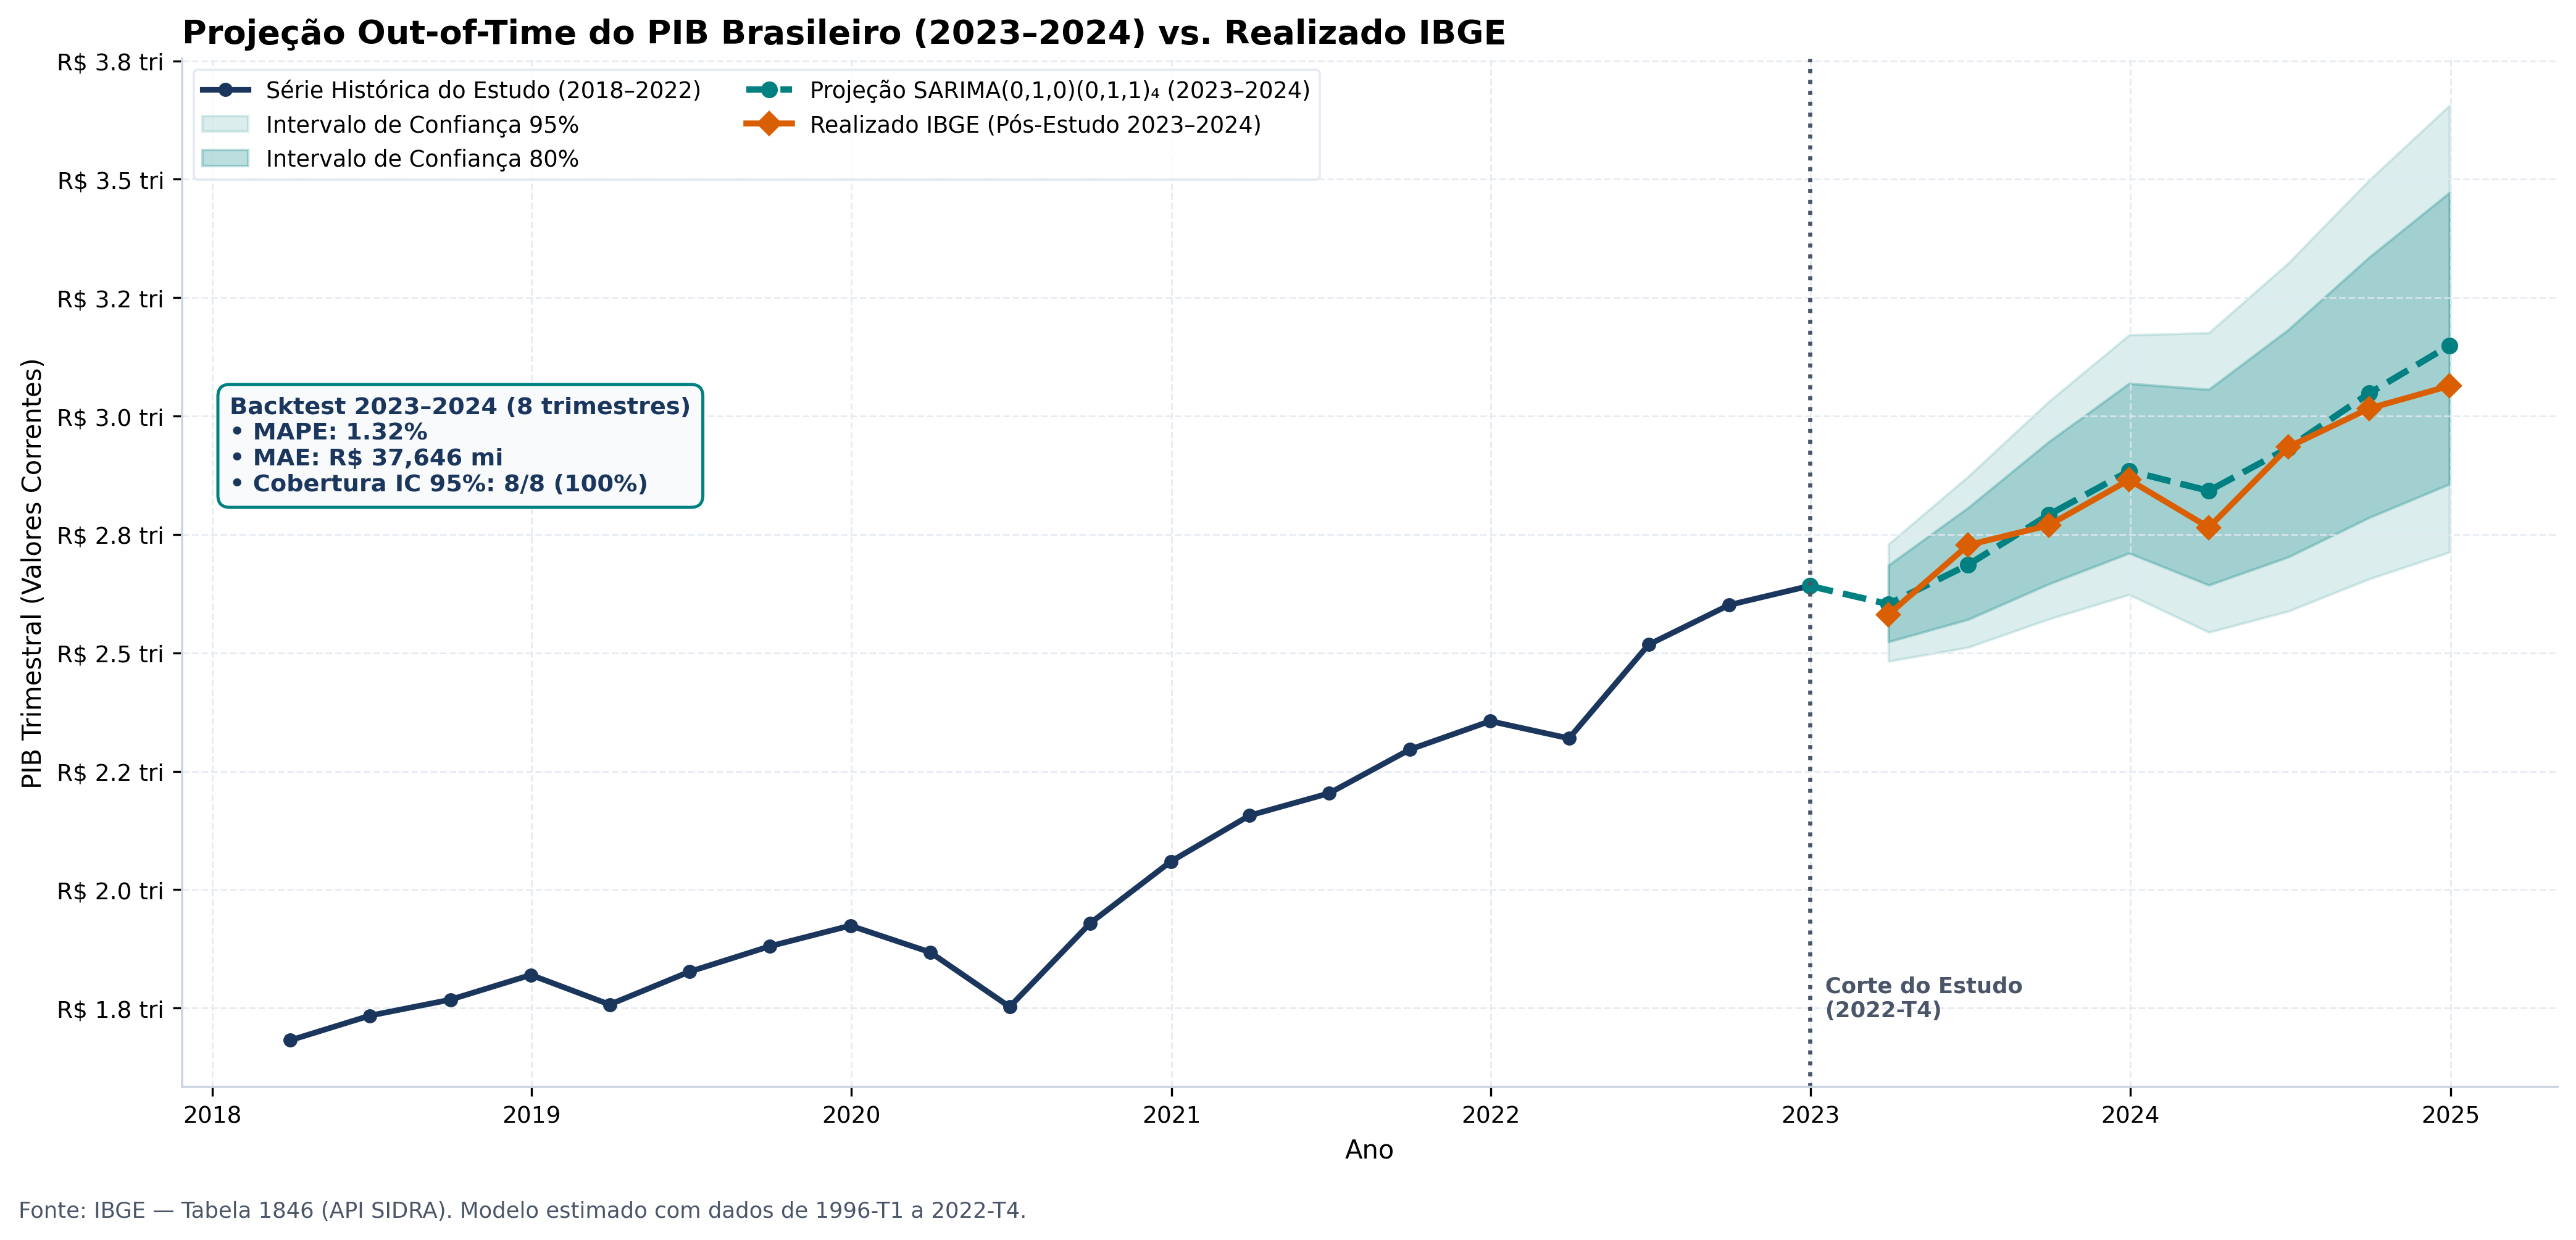 Projeção Out-of-Time do PIB Brasileiro (2023–2024) vs. Realizado IBGE
Série Histórica do Estudo (2018–2022)
Intervalo de Confiança 95%
Intervalo de Confiança 80%
Projeção SARIMA(0,1,0)(0,1,1)₄ (2023–2024)
Realizado IBGE (Pós-Estudo 2023–2024)
PIB Trimestral (Valores Correntes)
R$ 3.8 tri
R$ 3.5 tri
R$ 3.2 tri
R$ 3.0 tri
R$ 2.8 tri
R$ 2.5 tri
R$ 2.2 tri
R$ 2.0 tri
R$ 1.8 tri
Backtest 2023–2024 (8 trimestres)
• MAPE: 1.32%
• MAE: R$ 37,646 mi
• Cobertura IC 95%: 8/8 (100%)
Corte do Estudo
(2022-T4)
2018
2019
2020
2021
2022
2023
2024
2025
Ano
Fonte: IBGE — Tabela 1846 (API SIDRA). Modelo estimado com dados de 1996-T1 a 2022-T4.